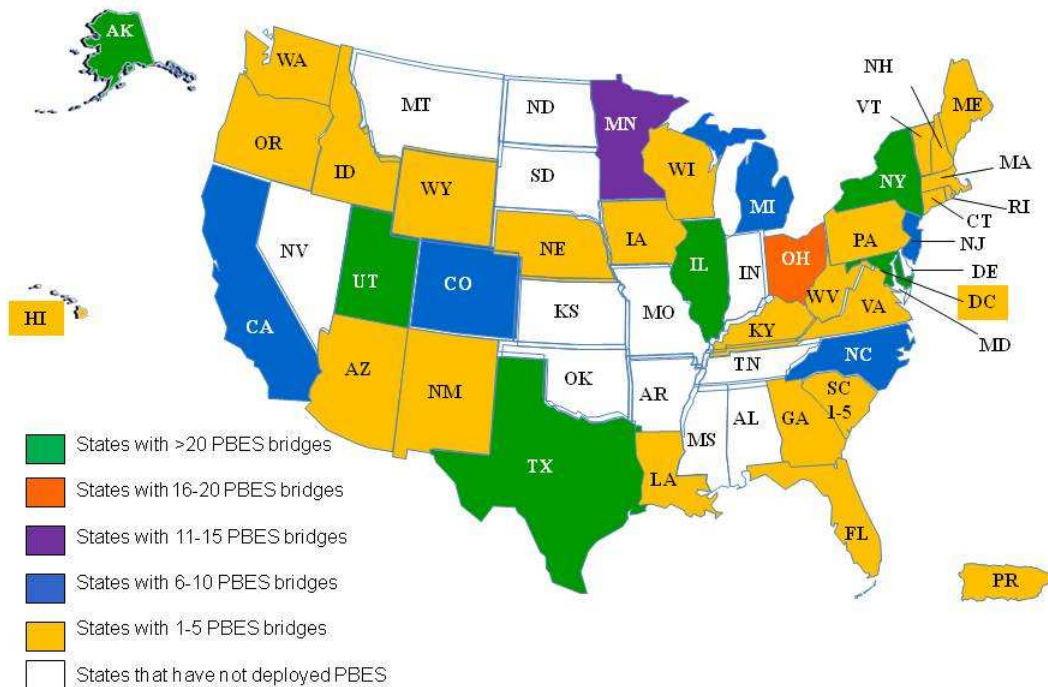 AK
WA
MT
ND
MN
NH
VT
ME
OR
ID
SD
WI
MA
WY
MI
NY
RI
CT
NE
IA
PA
NJ
NV
IL
IN
OH
DE
UT
CO
DC
WV
VA
CA
KS
MO
HI
KY
MD
TN
NC
AZ
NM
OK
AR
SC
1-5
MS
AL
GA
States with >20 PBES bridges
TX
LA
States with 16-20 PBES bridges
FL
States with 11-15 PBES bridges
States with 6-10 PBES bridges
PR
States with 1-5 PBES bridges
States that have not deployed PBES